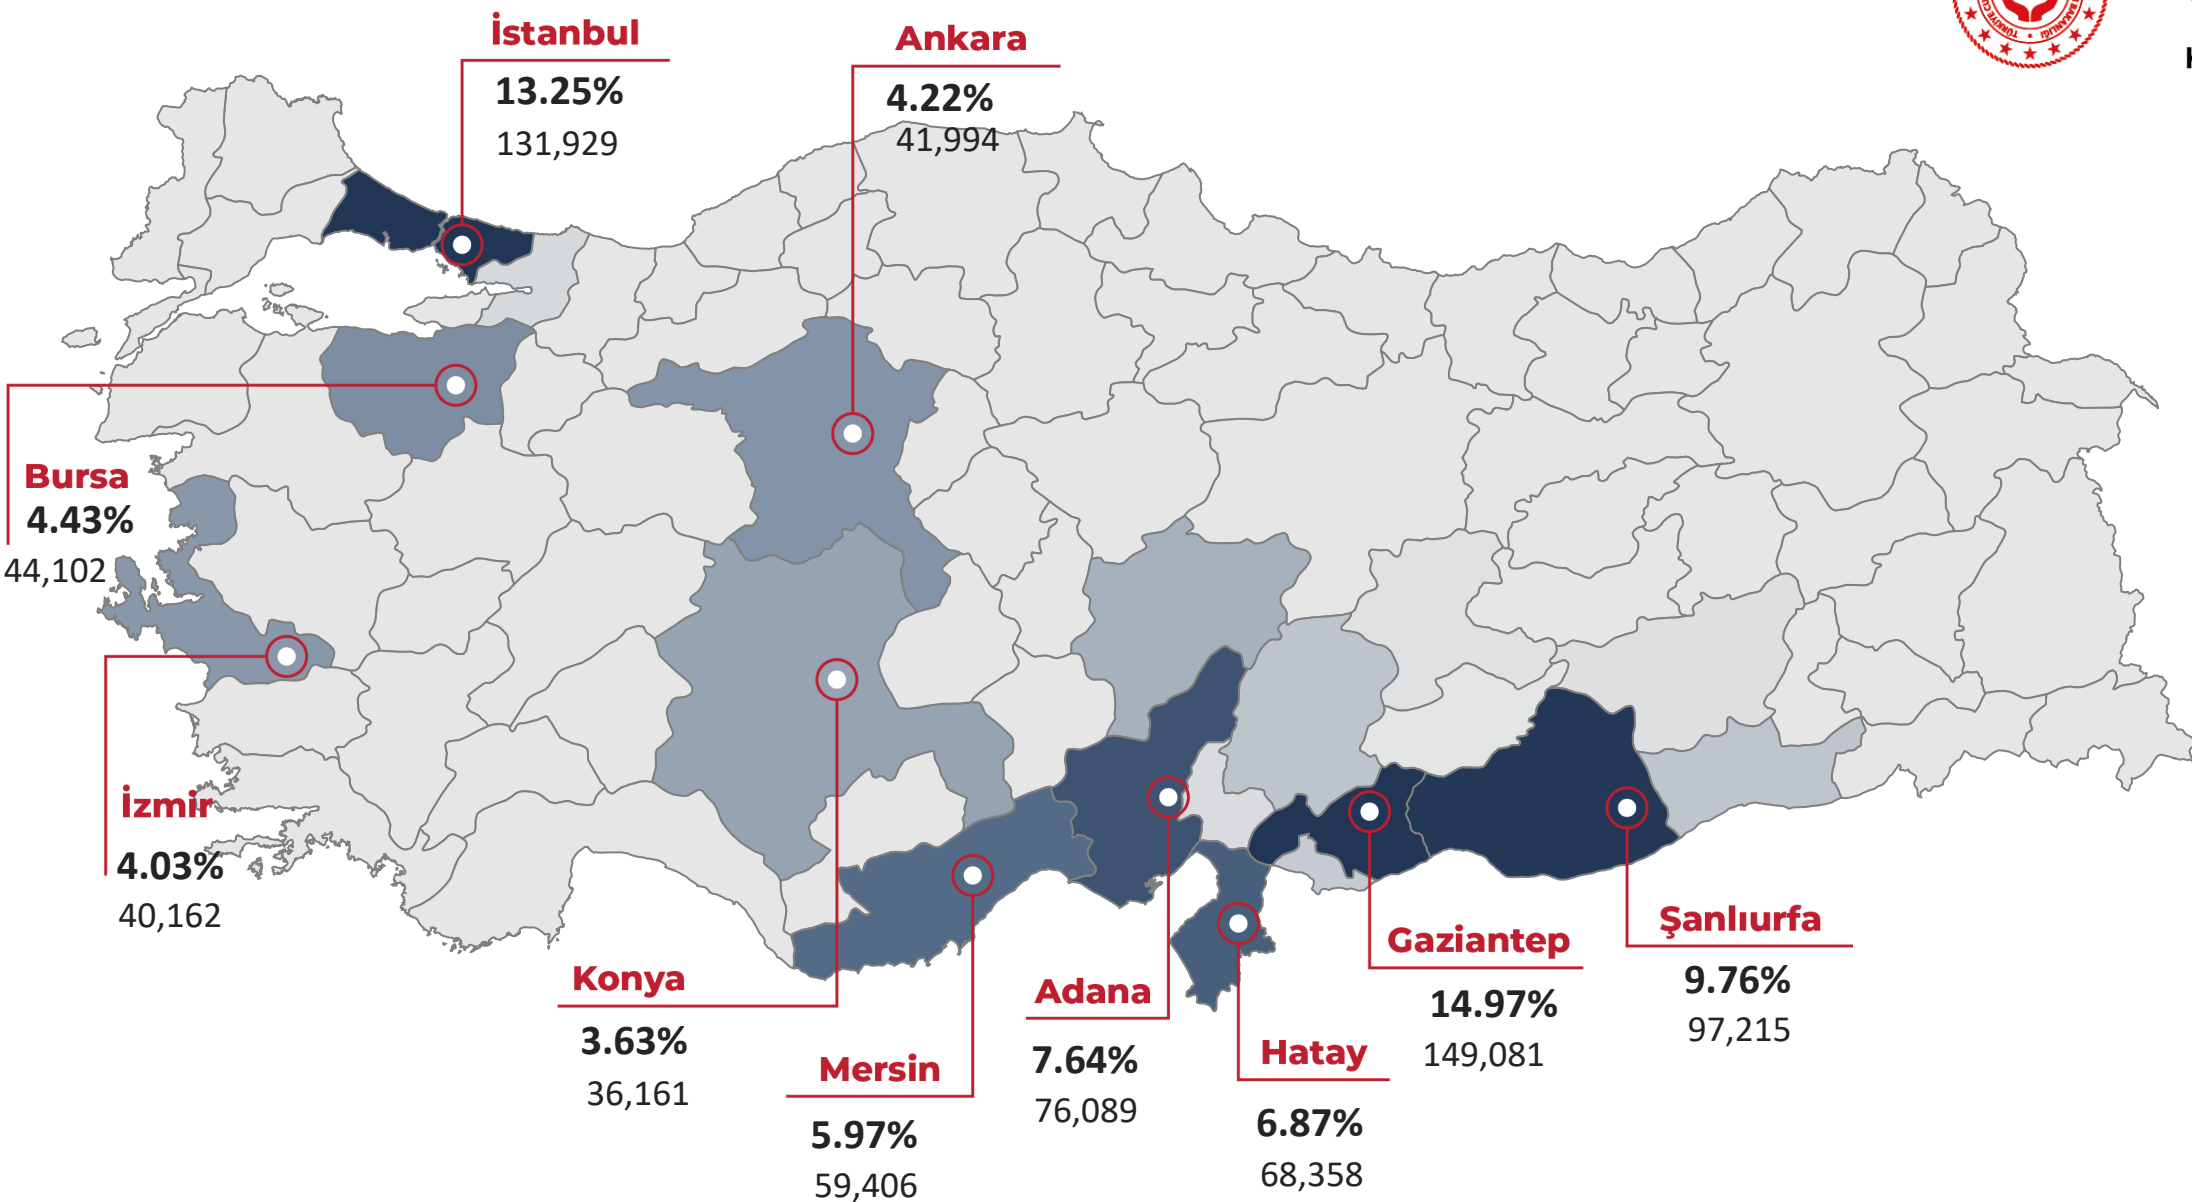 İstanbul
13.25%
131,929
Ankara
4.22%
41,994
Bursa
4.43%
44,102
İzmir
4.03%
40,162
Konya
3.63%
36,161
Mersin
5.97%
59,406
Adana
7.64%
76,089
Hatay
6.87%
68,358
Gaziantep
14.97%
149,081
Şanlıurfa
9.76%
97,215